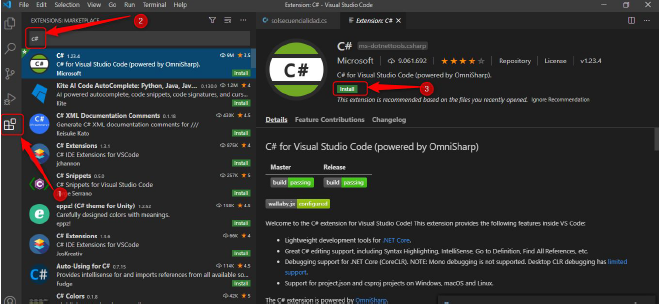 File Edit Selection View Go Run Terminal Help
Extension: C# - Visual Studio Code
EXTENSIONS: MARKETPLACE
c#
C# 1.23.4
9M 3.5
C# for Visual Studio Code (powered by OmniSharp).
Microsoft
Install
Kite AI Code AutoComplete: Python, Java, Jav...
AI powered autocomplete, code snippets, code signatures, and curs...
Kite
Install
C# XML Documentation Comments
Generate C# XML documentation comments for ///
Keisuke Kato
Install
C# Extensions 1.3.1
C# IDE Extensions for VSCode
jchannon
Install
C# Snippets
C# Snippets for Visual Studio Code
Serrano
Install
eppz! (C# theme for Unity)
Carefully designed colors with meanings.
eppz!
Install
C# Extensions
C# IDE Extensions for VSCode
JosKreativ
Install
Auto-Using for C# 0.7.15
Provides intellisense for and imports references from all available so...
Fudge
Install
C# Colors 0.1.8
1
2
3
solsecuencialidad.cs
Extension: C#
C# ms-dotnettools.csharp
Microsoft 9.061.692 Repository License v1.23.4
C# for Visual Studio Code (powered by OmniSharp).
Install
This extension is recommended based on the files you recently opened. Ignore Recommendation
Details Feature Contributions Changelog
C# for Visual Studio Code (powered by OmniSharp)
Master Release
build passing build passing
wallaby.js configured
Welcome to the C# extension for Visual Studio Code! This extension provides the following features inside VS Code:
Lightweight development tools for .NET Core.
Great C# editing support, including Syntax Highlighting, IntelliSense, Go to Definition, Find All References, etc.
Debugging support for .NET Core (CoreCLR). NOTE: Mono debugging is not supported. Desktop CLR debugging has limited
support.
Support for project.json and csproj projects on Windows, macOS and Linux.
The C# extension is powered by OmniSharp.